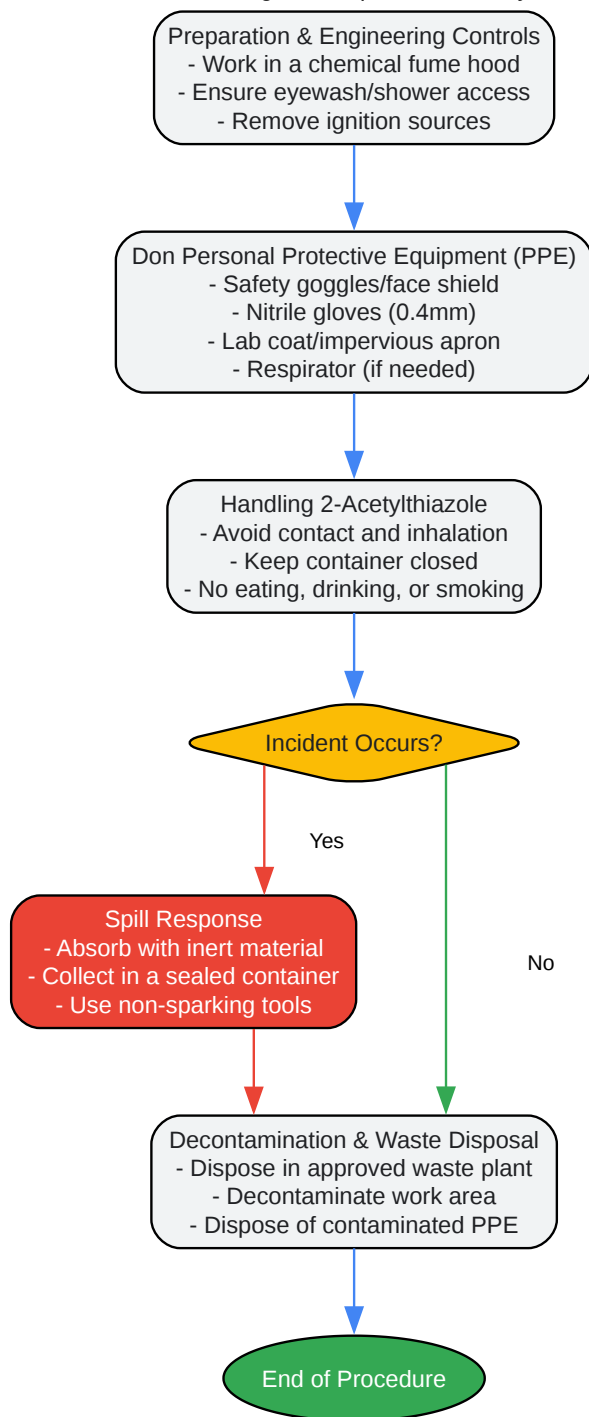 Preparation & Engineering Controls
- Work in a chemical fume hood
- Ensure eyewash/shower access
- Remove ignition sources
Don Personal Protective Equipment (PPE)
- Safety goggles/face shield
- Nitrile gloves (0.4mm)
- Lab coat/impervious apron
- Respirator (if needed)
Handling 2-Acetylthiazole
- Avoid contact and inhalation
- Keep container closed
- No eating, drinking, or smoking
Incident Occurs?
Yes
Spill Response
- Absorb with inert material
- Collect in a sealed container
- Use non-sparking tools
No
Decontamination & Waste Disposal
- Dispose in approved waste plant
- Decontaminate work area
- Dispose of contaminated PPE
End of Procedure